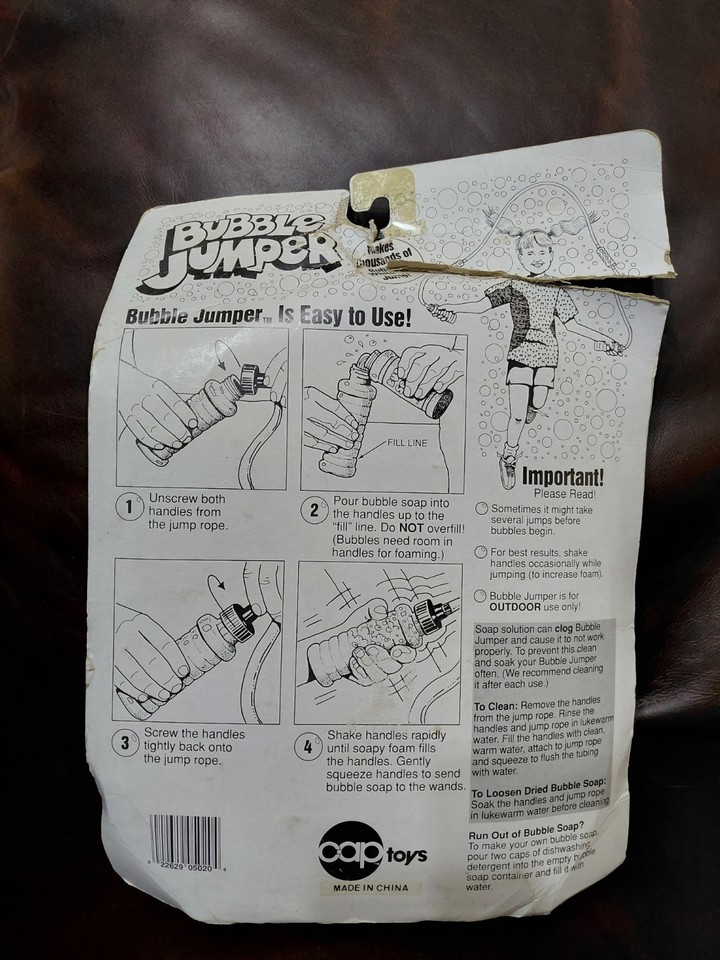 BUBBLE
JUMPER
Makes
thousands of
Bubble Jumper™ Is Easy to Use!
FILL LINE
1 Unscrew both
handles from
the jump rope.
2 Pour bubble soap into
the handles up to the
"fill" line. Do NOT overfill!
(Bubbles need room in
handles for foaming.)
3 Screw the handles
tightly back onto
the jump rope.
4 Shake handles rapidly
until soapy foam fills
the handles. Gently
squeeze handles to send
bubble soap to the wands.
Important!
Please Read!
Sometimes it might take
several jumps before
bubbles begin.
For best results, shake
handles occasionally while
jumping (to increase foam).
Bubble Jumper is for
OUTDOOR use only!
Soap solution can clog Bubble
Jumper and cause it to not work
properly. To prevent this clean
and soak your Bubble Jumper
often. (We recommend cleaning
it after each use.)
To Clean: Remove the handles
from the jump rope. Rinse the
handles and jump rope in lukewarm
water. Fill the handles with clean,
warm water, attach to jump rope
and squeeze to flush the tubing
with water.
To Loosen Dried Bubble Soap:
Soak the handles and jump rope
in lukewarm water before cleaning.
Run Out of Bubble Soap?
To make your own bubble soap,
pour two caps of dishwashing
detergent into the empty bubble
soap container and fill it with
water.
22629 05020 4
cap toys
MADE IN CHINA